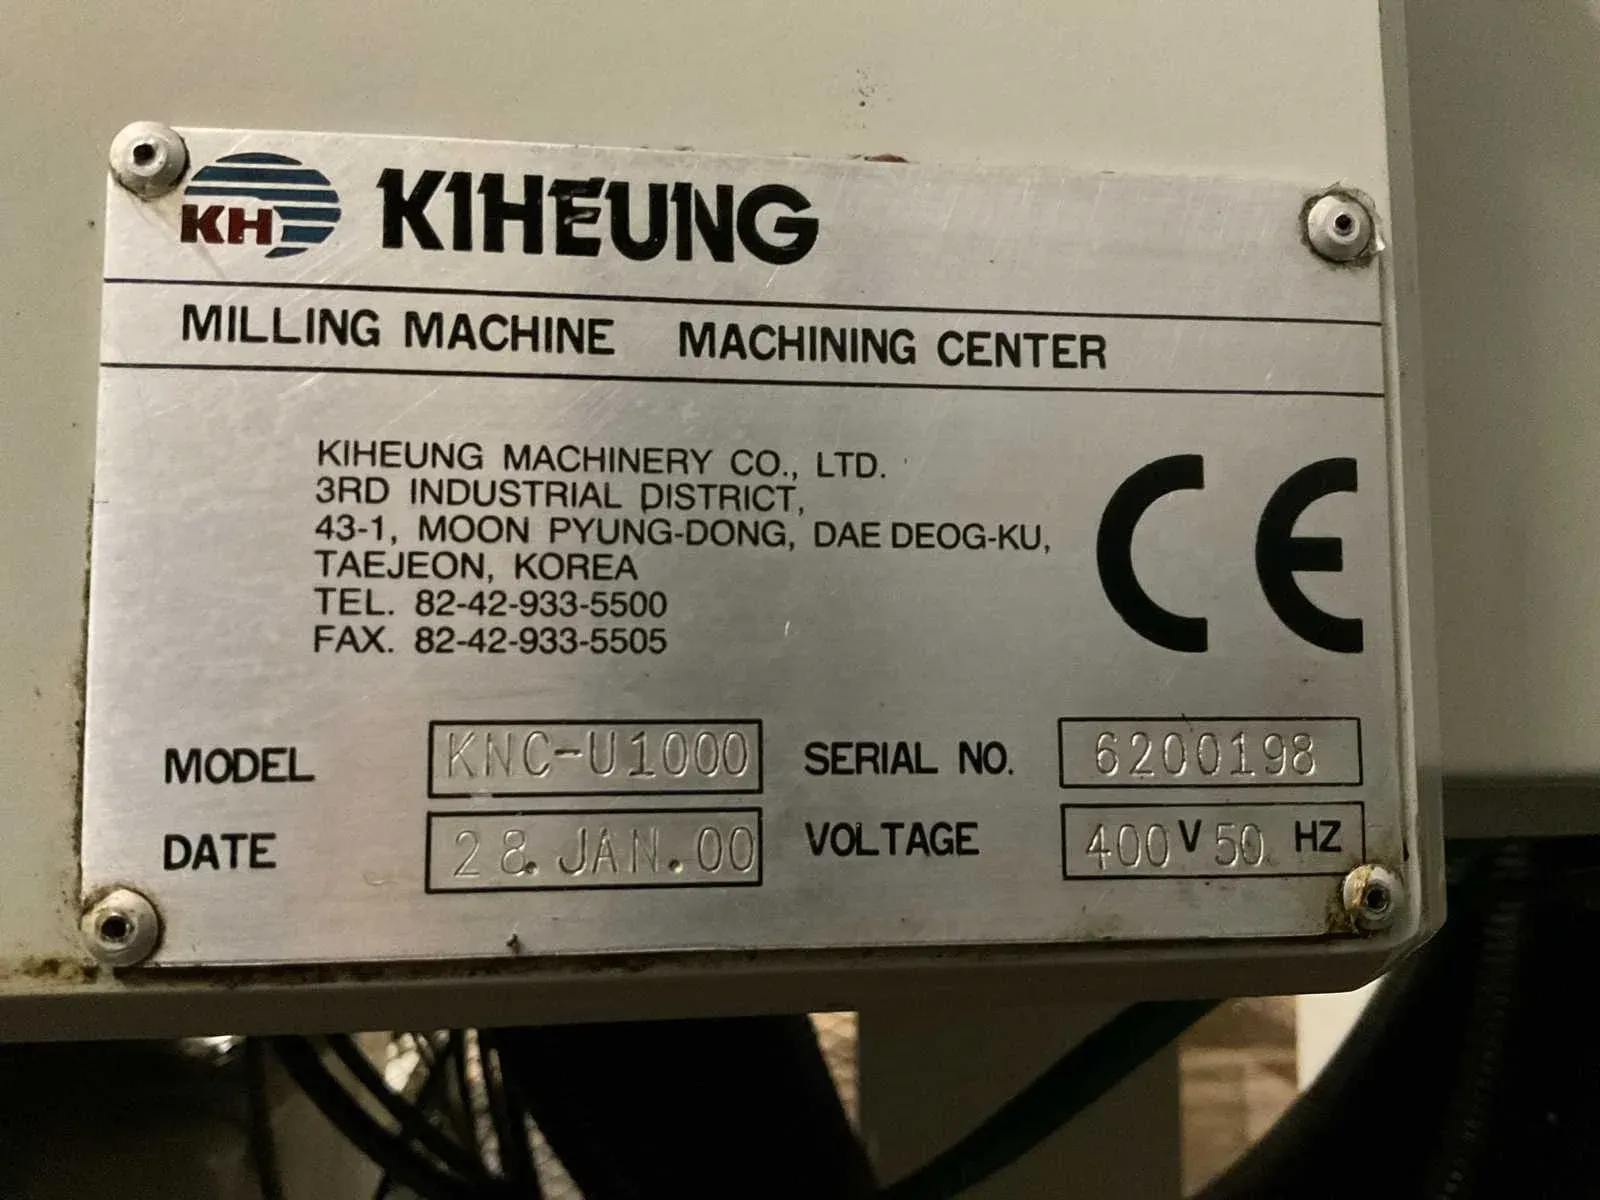 KH KIHEUNG
MILLING MACHINE MACHINING CENTER
KIHEUNG MACHINERY CO., LTD.
3RD INDUSTRIAL DISTRICT,
43-1, MOON PYUNG-DONG, DAE DEOG-KU,
TAEJEON, KOREA
TEL. 82-42-933-5500
FAX. 82-42-933-5505
CE
MODEL KNC-U1000 SERIAL NO. 6200198
DATE 28.JAN.00 VOLTAGE 400 V 50 HZ